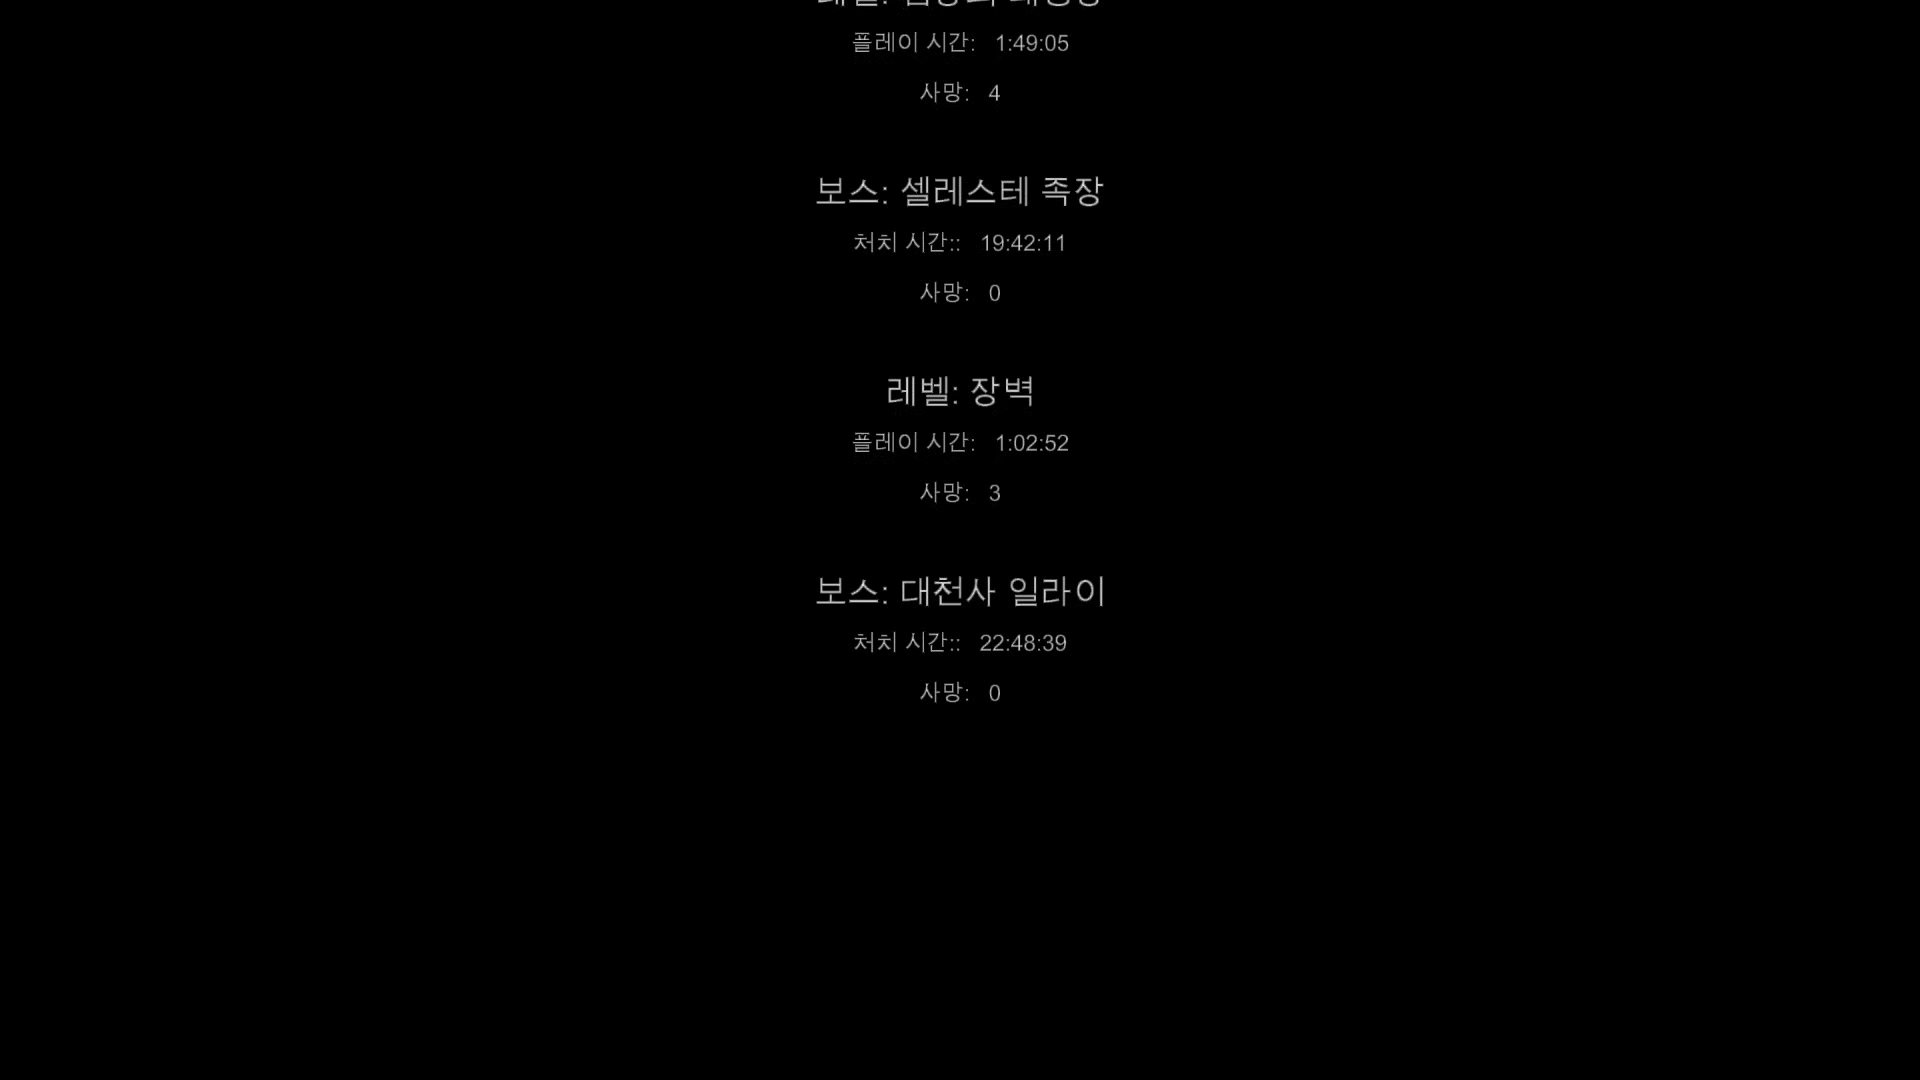 레벨:
플레이 시간: 1:49:05
사망: 4
보스: 셀레스테 족장
처치 시간:: 19:42:11
사망: 0
레벨: 장벽
플레이 시간: 1:02:52
사망: 3
보스: 대천사 일라이
처치 시간:: 22:48:39
사망: 0